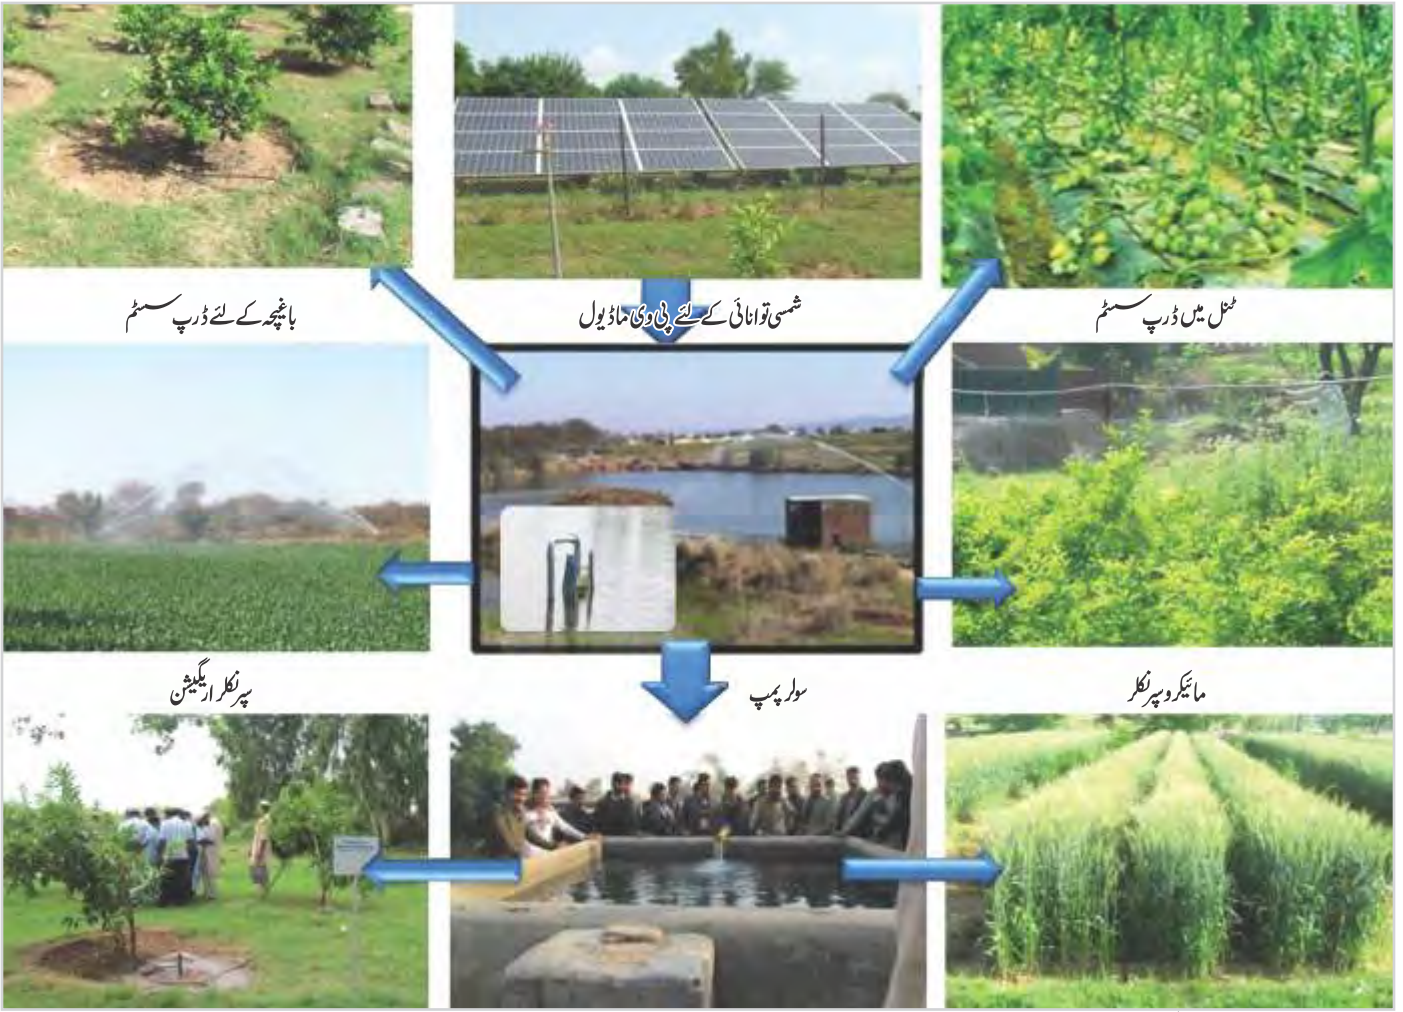 ٹنل میں ڈرپ سسٹم
شمسی توانائی کے لئے پی وی ماڈیول
باغیچہ کے لئے ڈرپ سسٹم
مائیکرو سپرنکلر
سولر پمپ
سپرنکلر اریگیشن